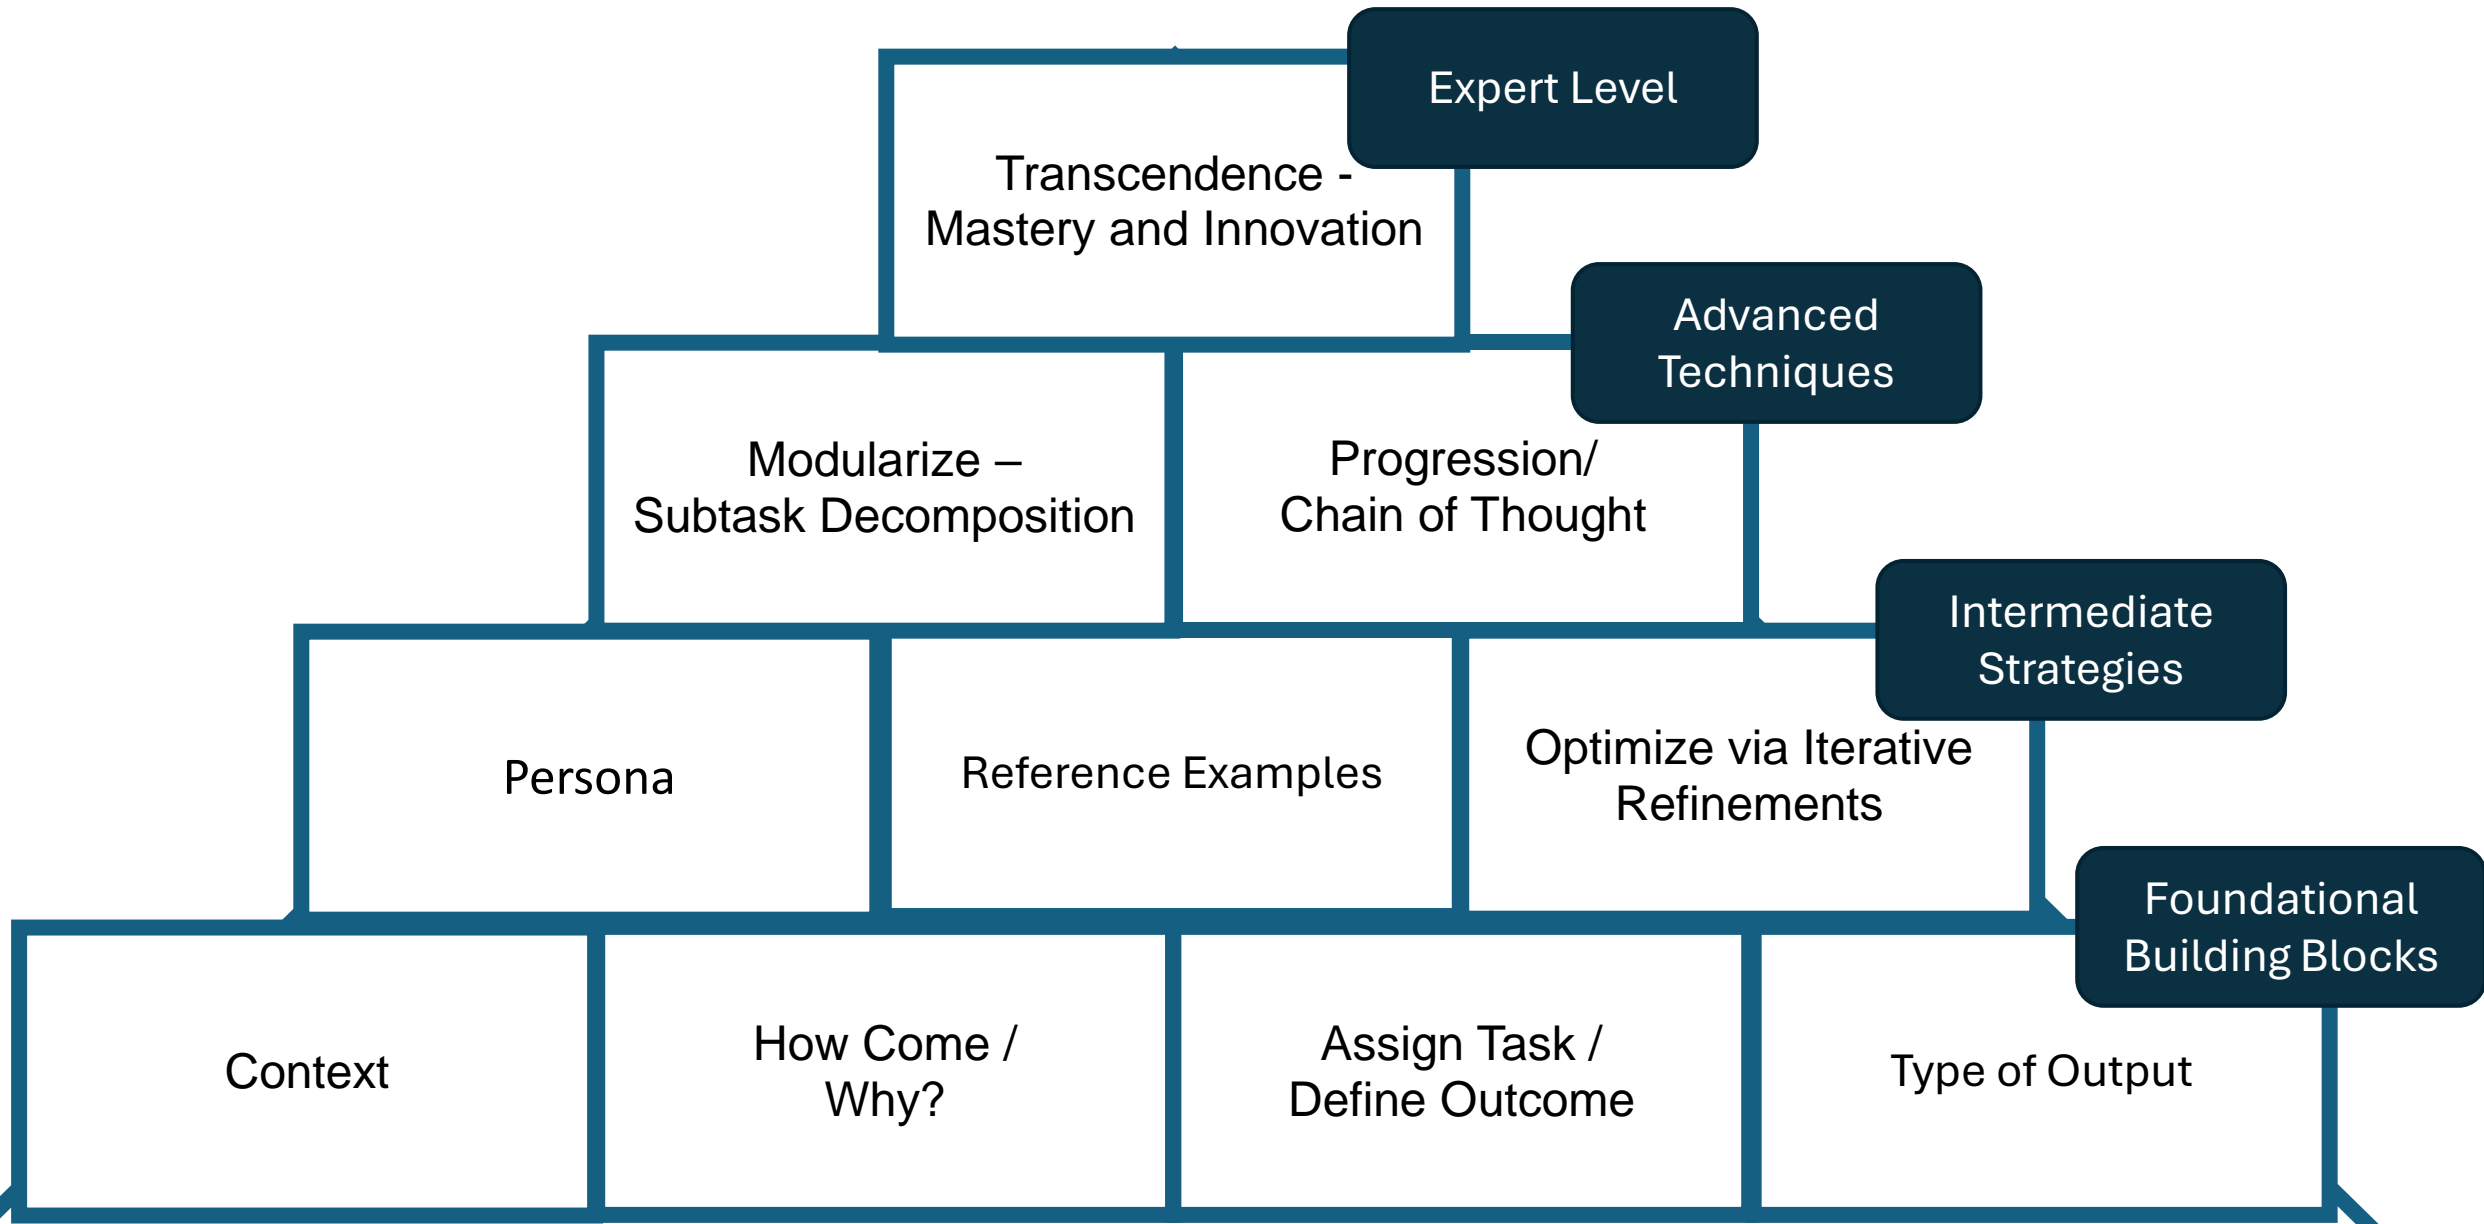 Expert Level
Transcendence -
Mastery and Innovation
Advanced
Techniques
Modularize –
Subtask Decomposition
Progression/
Chain of Thought
Intermediate
Strategies
Persona
Reference Examples
Optimize via Iterative
Refinements
Foundational
Building Blocks
Context
How Come /
Why?
Assign Task /
Define Outcome
Type of Output